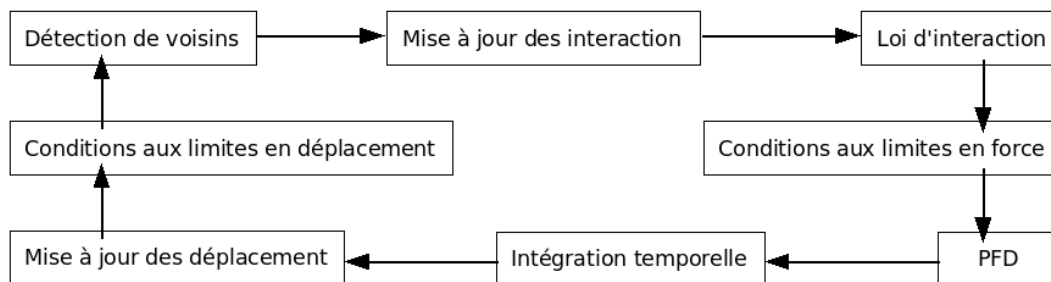 Détection de voisins
Mise à jour des interaction
Loi d'interaction
Conditions aux limites en déplacement
Conditions aux limites en force
Mise à jour des déplacement
Intégration temporelle
PFD